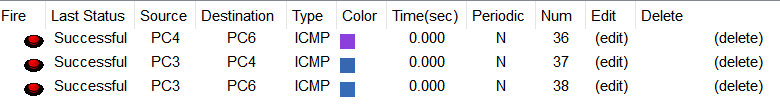 Fire Last Status Source Destination Type Color Time(sec) Periodic Num Edit Delete
Successful PC4 PC6 ICMP 0.000 N 36 (edit) (delete)
Successful PC3 PC4 ICMP 0.000 N 37 (edit) (delete)
Successful PC3 PC6 ICMP 0.000 N 38 (edit) (delete)